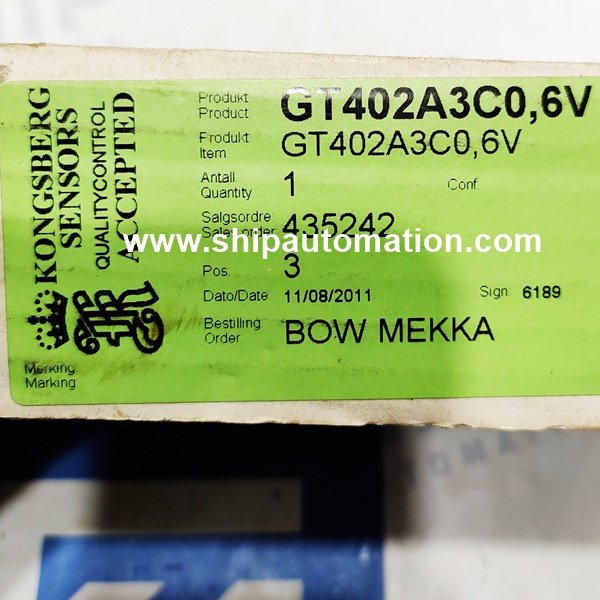 KONGSBERG
SENSORS
QUALITYCONTROL
ACCEPTED
Produkt:
Product
GT402A3C0,6V
Produkt:
Item
GT402A3C0,6V
Antall:
Quantity
1
Conf.
Salgsordre:
Sales order:
435242
www.shipautomation.com
Pos:
3
Dato/Date:
11/08/2011
Sign:
6189
Bestilling:
Order
BOW MEKKA
Merking:
Marking: